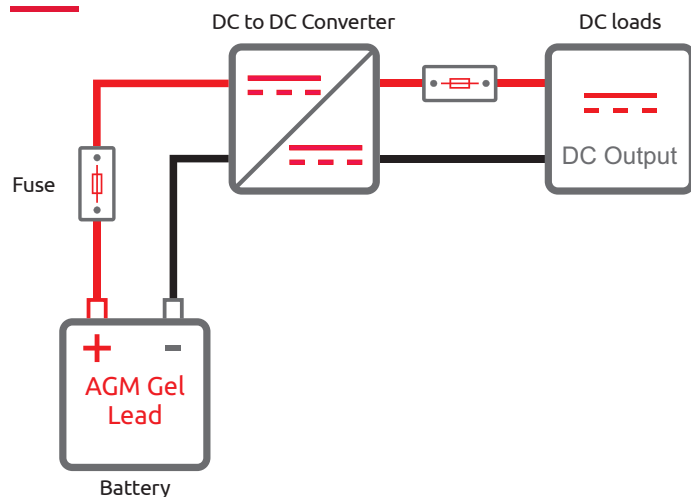 DC to DC Converter
DC loads
DC Output
Fuse
+ -
AGM Gel
Lead
Battery